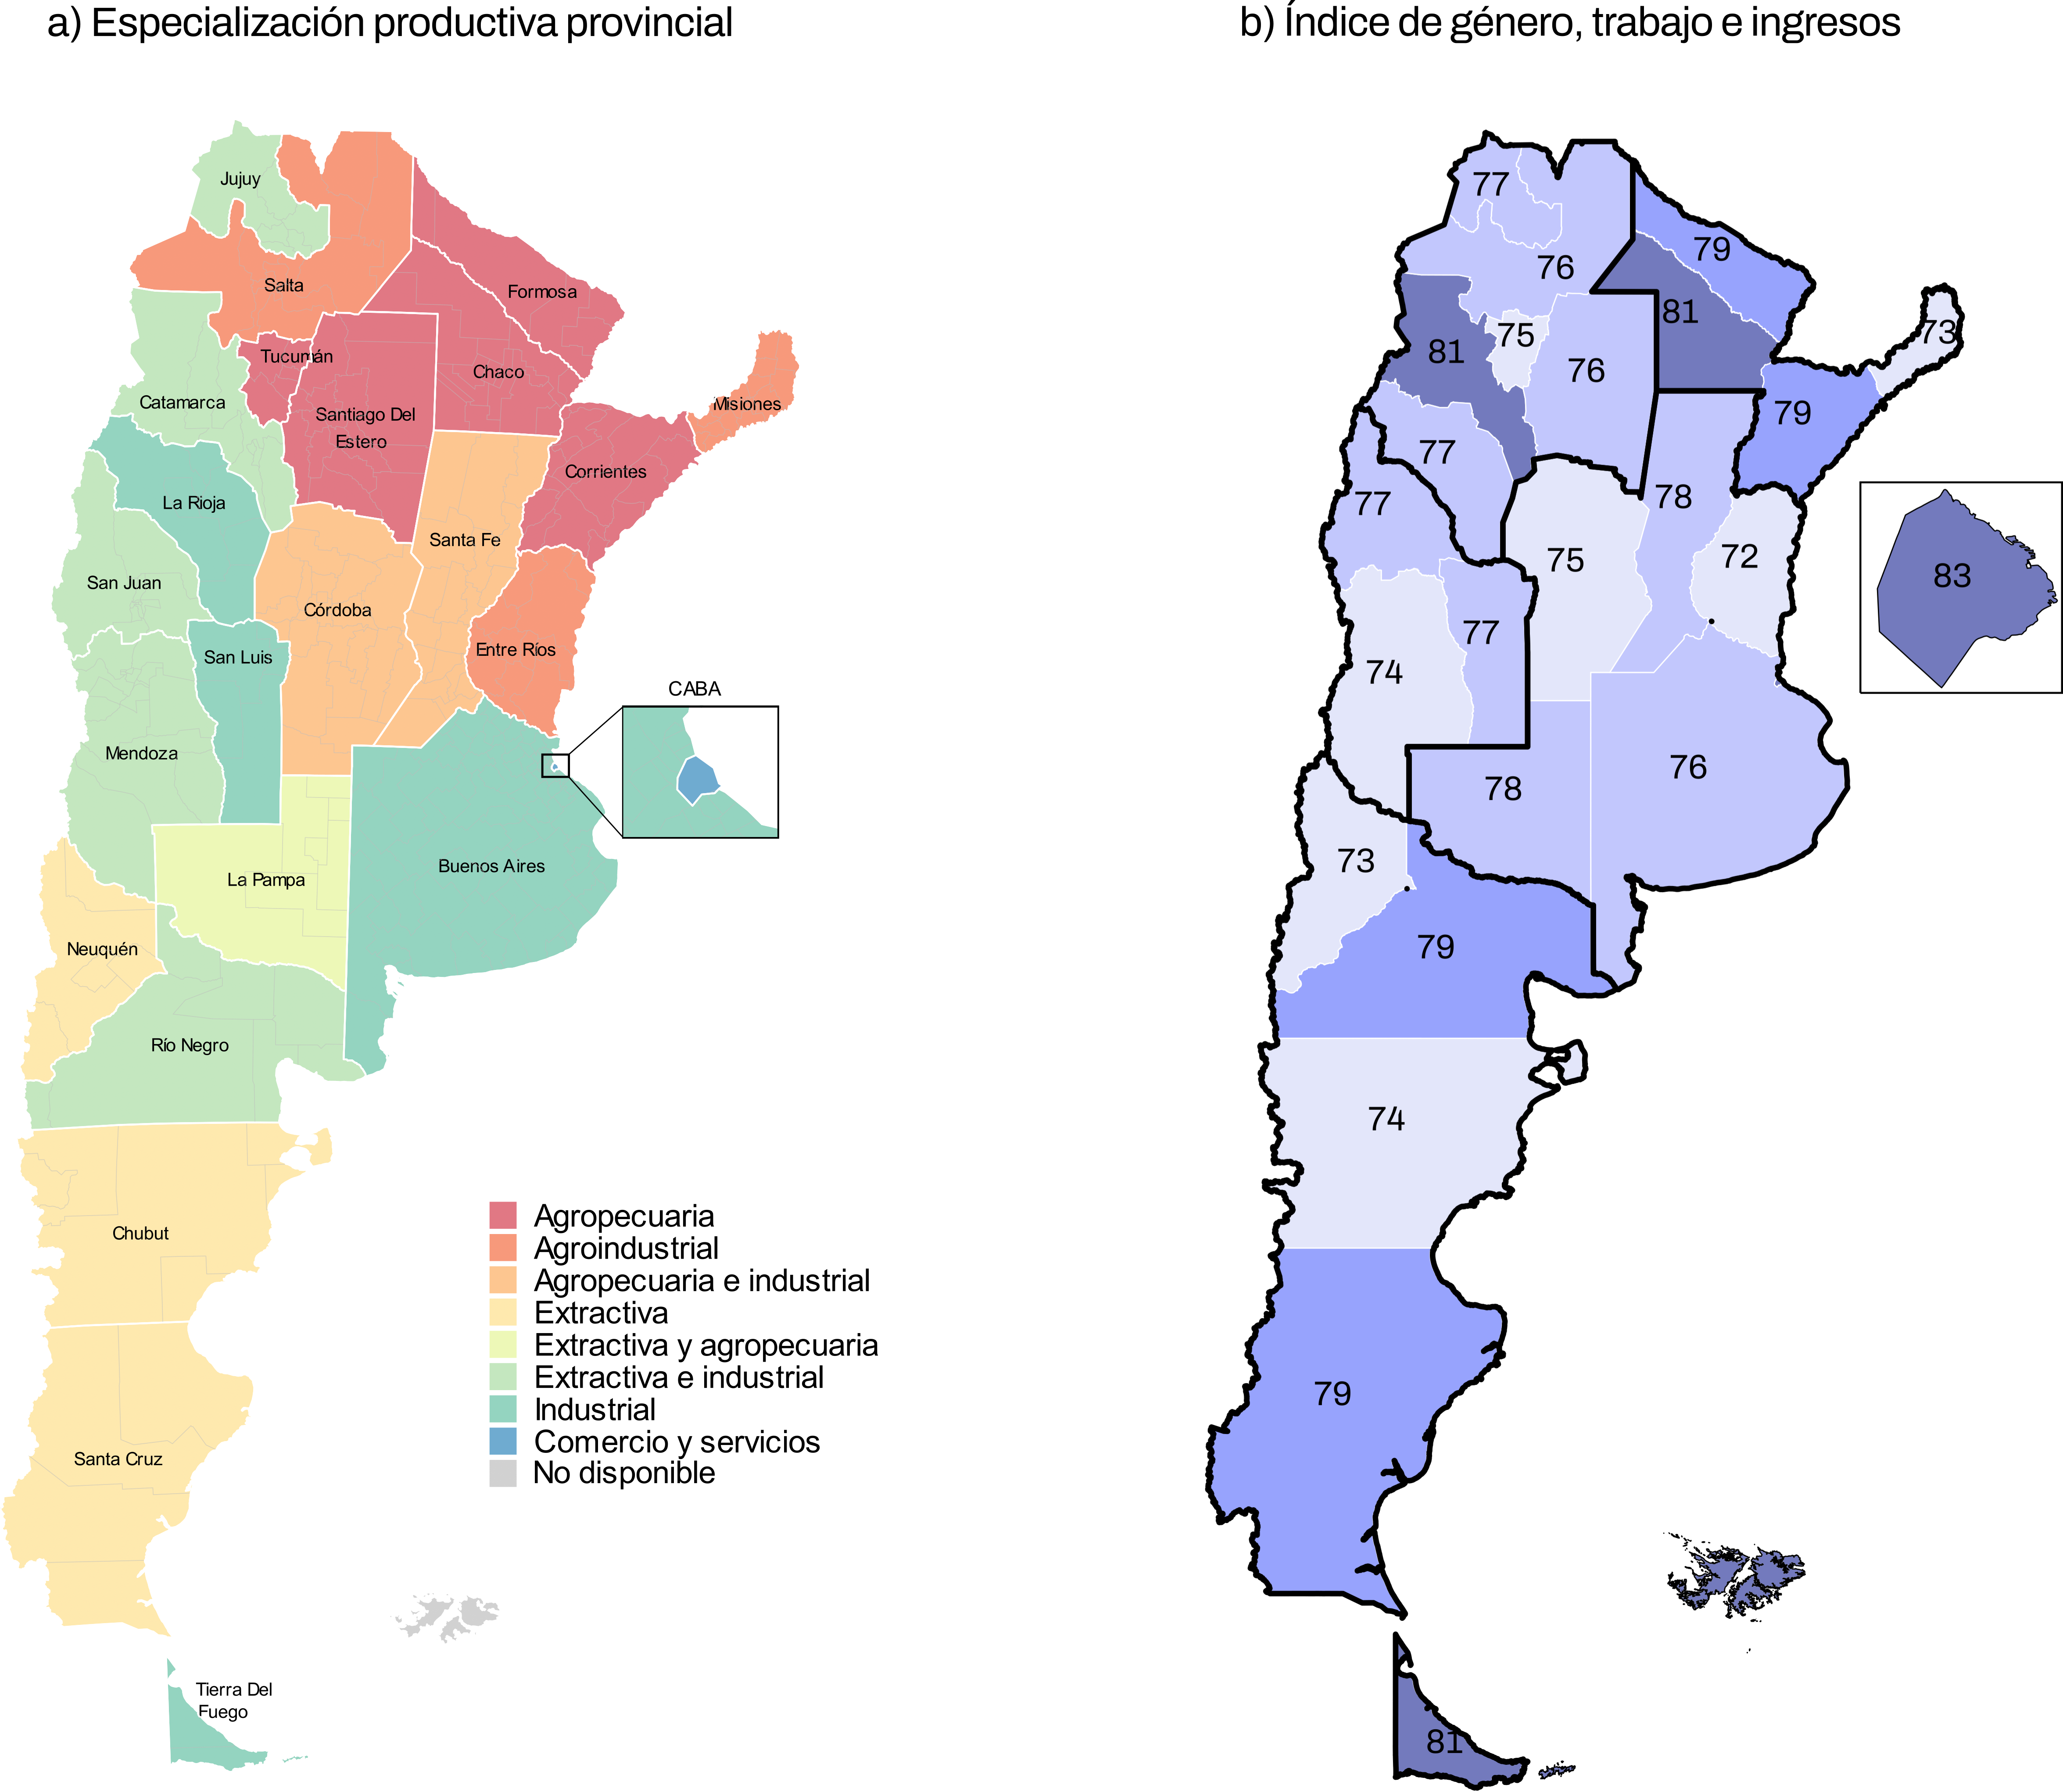 a) Especialización productiva provincial
Jujuy
Salta
Formosa
Tucumán
Chaco
Catamarca
Santiago Del
Estero
Misiones
Corrientes
La Rioja
Santa Fe
San Juan
Córdoba
Entre Ríos
San Luis
CABA
Mendoza
Buenos Aires
La Pampa
Neuquén
Río Negro
Chubut
Santa Cruz
Tierra Del
Fuego
Agropecuaria
Agroindustrial
Agropecuaria e industrial
Extractiva
Extractiva y agropecuaria
Extractiva e industrial
Industrial
Comercio y servicios
No disponible
b) Índice de género, trabajo e ingresos
77
79
76
81
73
75
81
76
79
77
78
77
72
75
83
77
74
76
78
73
79
74
79
81